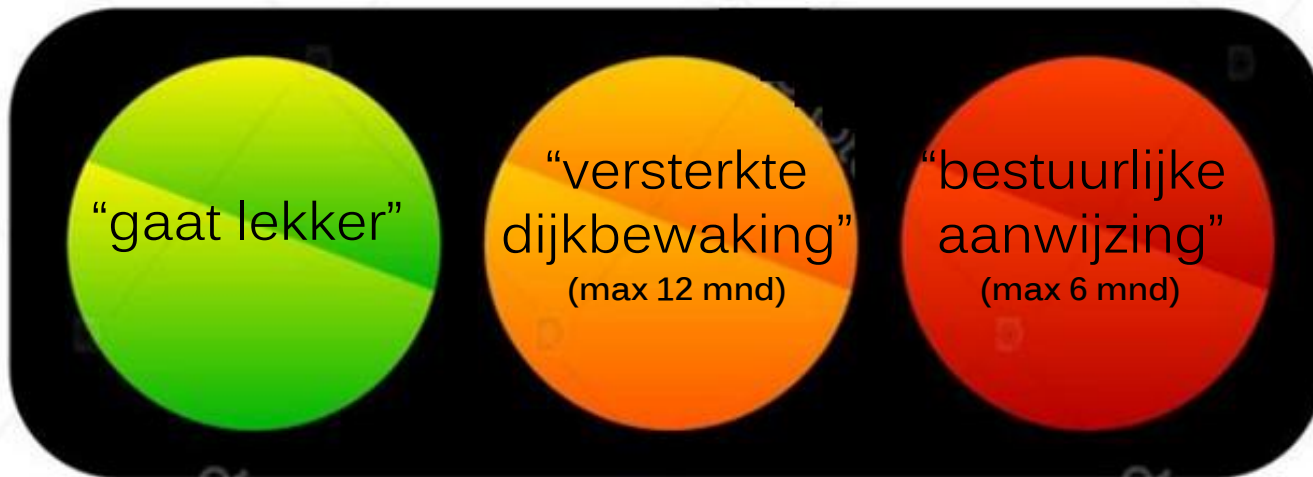 “gaat lekker”
“versterkte
dijkbewaking”
(max 12 mnd)
“bestuurlijke
aanwijzing”
(max 6 mnd)